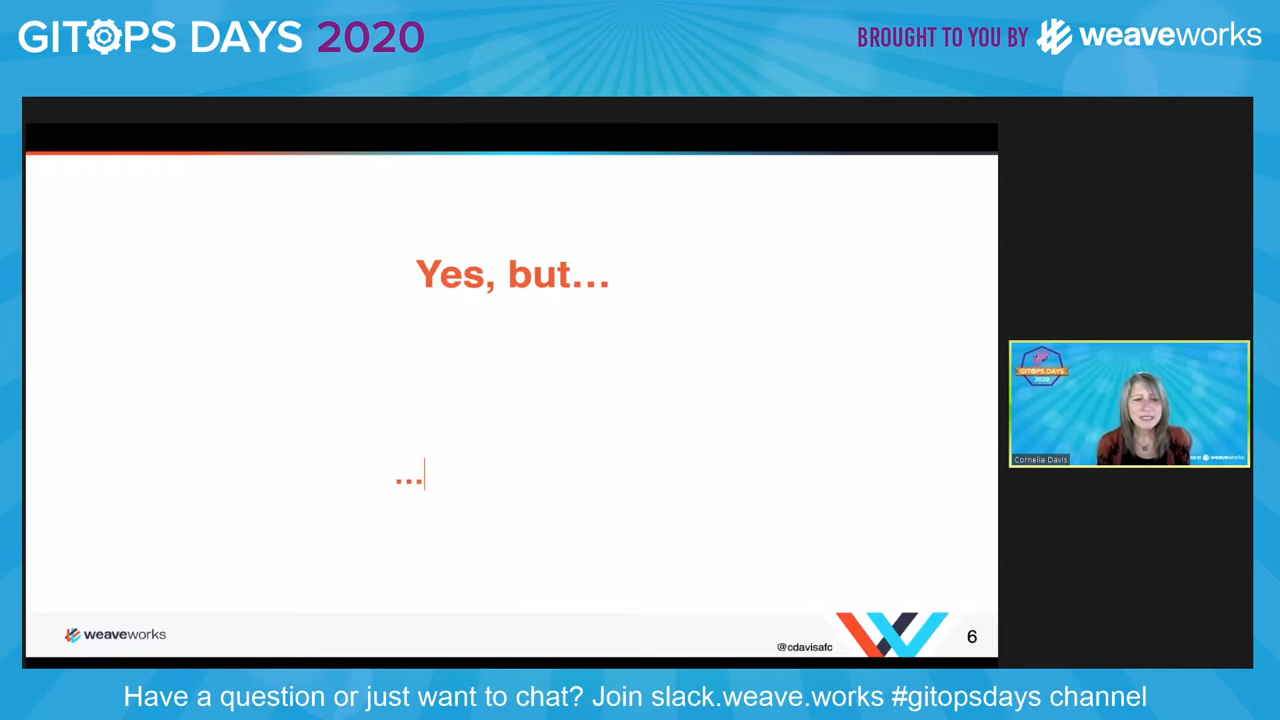 GITOPS DAYS 2020
BROUGHT TO YOU BY weaveworks
Yes, but...
...
GITOPS DAYS
2020
Cornelia Davis
weaveworks
weaveworks
@cdavisafc
6
Have a question or just want to chat? Join slack.weave.works #gitopsdays channel